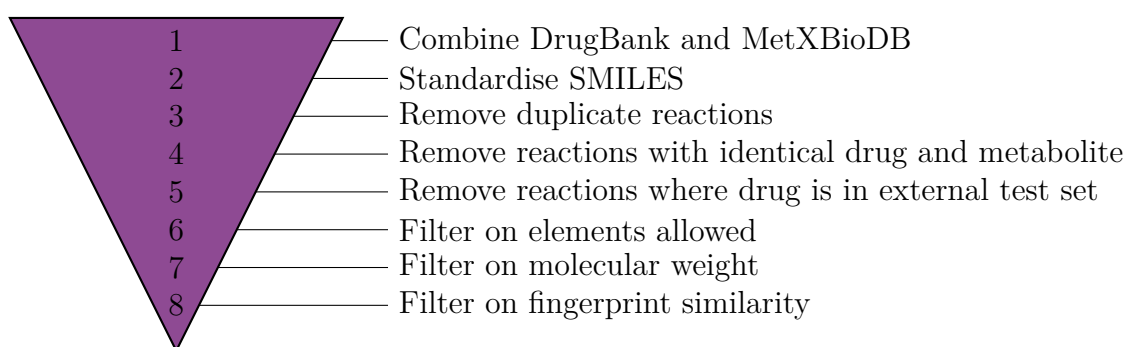 1 Combine DrugBank and MetXBioDB
2 Standardise SMILES
3 Remove duplicate reactions
4 Remove reactions with identical drug and metabolite
5 Remove reactions where drug is in external test set
6 Filter on elements allowed
7 Filter on molecular weight
8 Filter on fingerprint similarity